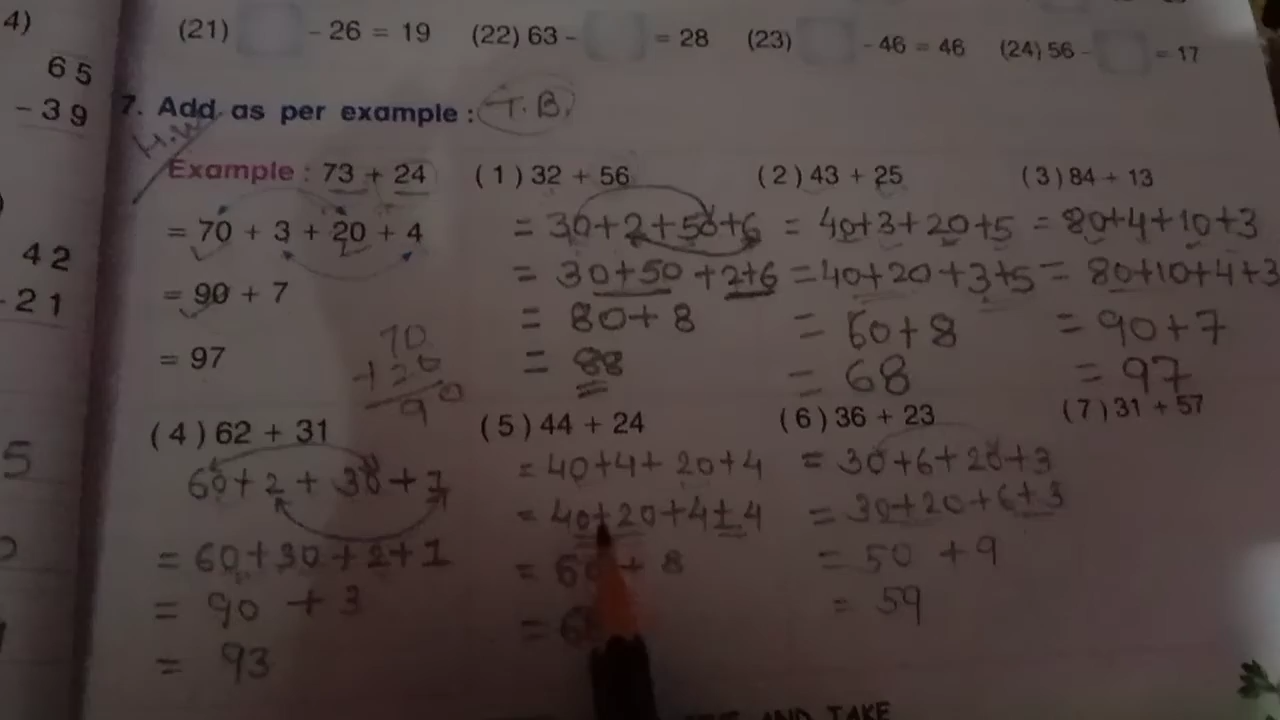 4)
65
- 39
42
- 21
5
(21) - 26 = 19 (22) 63 - = 28 (23) - 46 = 46 (24) 56 - = 17
7. Add as per example : T.B.
H.W
Example : 73 + 24
= 70 + 3 + 20 + 4
= 90 + 7
= 97
70
+ 20
90
(1) 32 + 56
= 30+2+50+6
= 30+50+2+6
= 80+8
= 88
(2) 43 + 25
= 40+3+20+5
= 40+20+3+5
= 60+8
= 68
(3) 84 + 13
= 80+4+10+3
= 80+10+4+3
= 90+7
= 97
(4) 62 + 31
60+2+30+1
= 60+30+2+1
= 90+3
= 93
(5) 44 + 24
= 40+4+20+4
= 40+20+4+4
= 60+8
(6) 36 + 23
= 30+6+20+3
= 30+20+6+3
= 50+9
= 59
(7) 31 + 57
AND TAKE